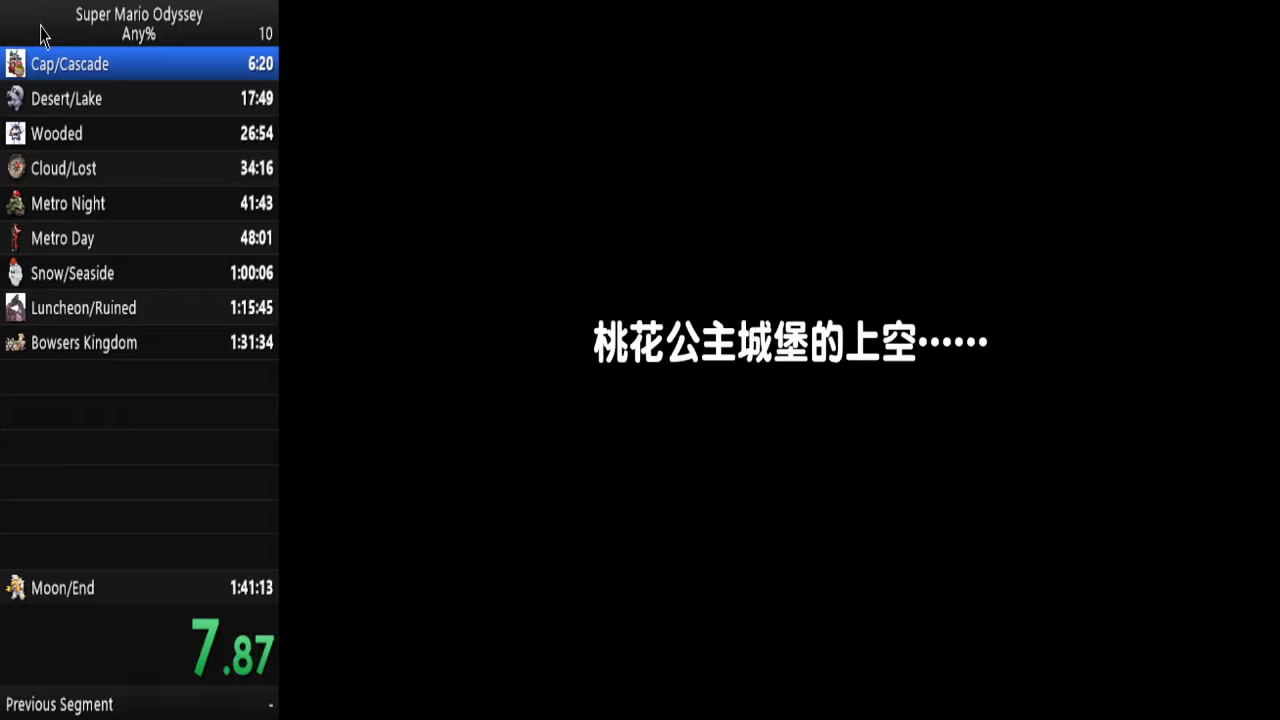 Super Mario Odyssey
Any% 10
Cap/Cascade 6:20
Desert/Lake 17:49
Wooded 26:54
Cloud/Lost 34:16
Metro Night 41:43
Metro Day 48:01
Snow/Seaside 1:00:06
Luncheon/Ruined 1:15:45
Bowsers Kingdom 1:31:34
桃花公主城堡的上空……
Moon/End 1:41:13
7.87
Previous Segment -